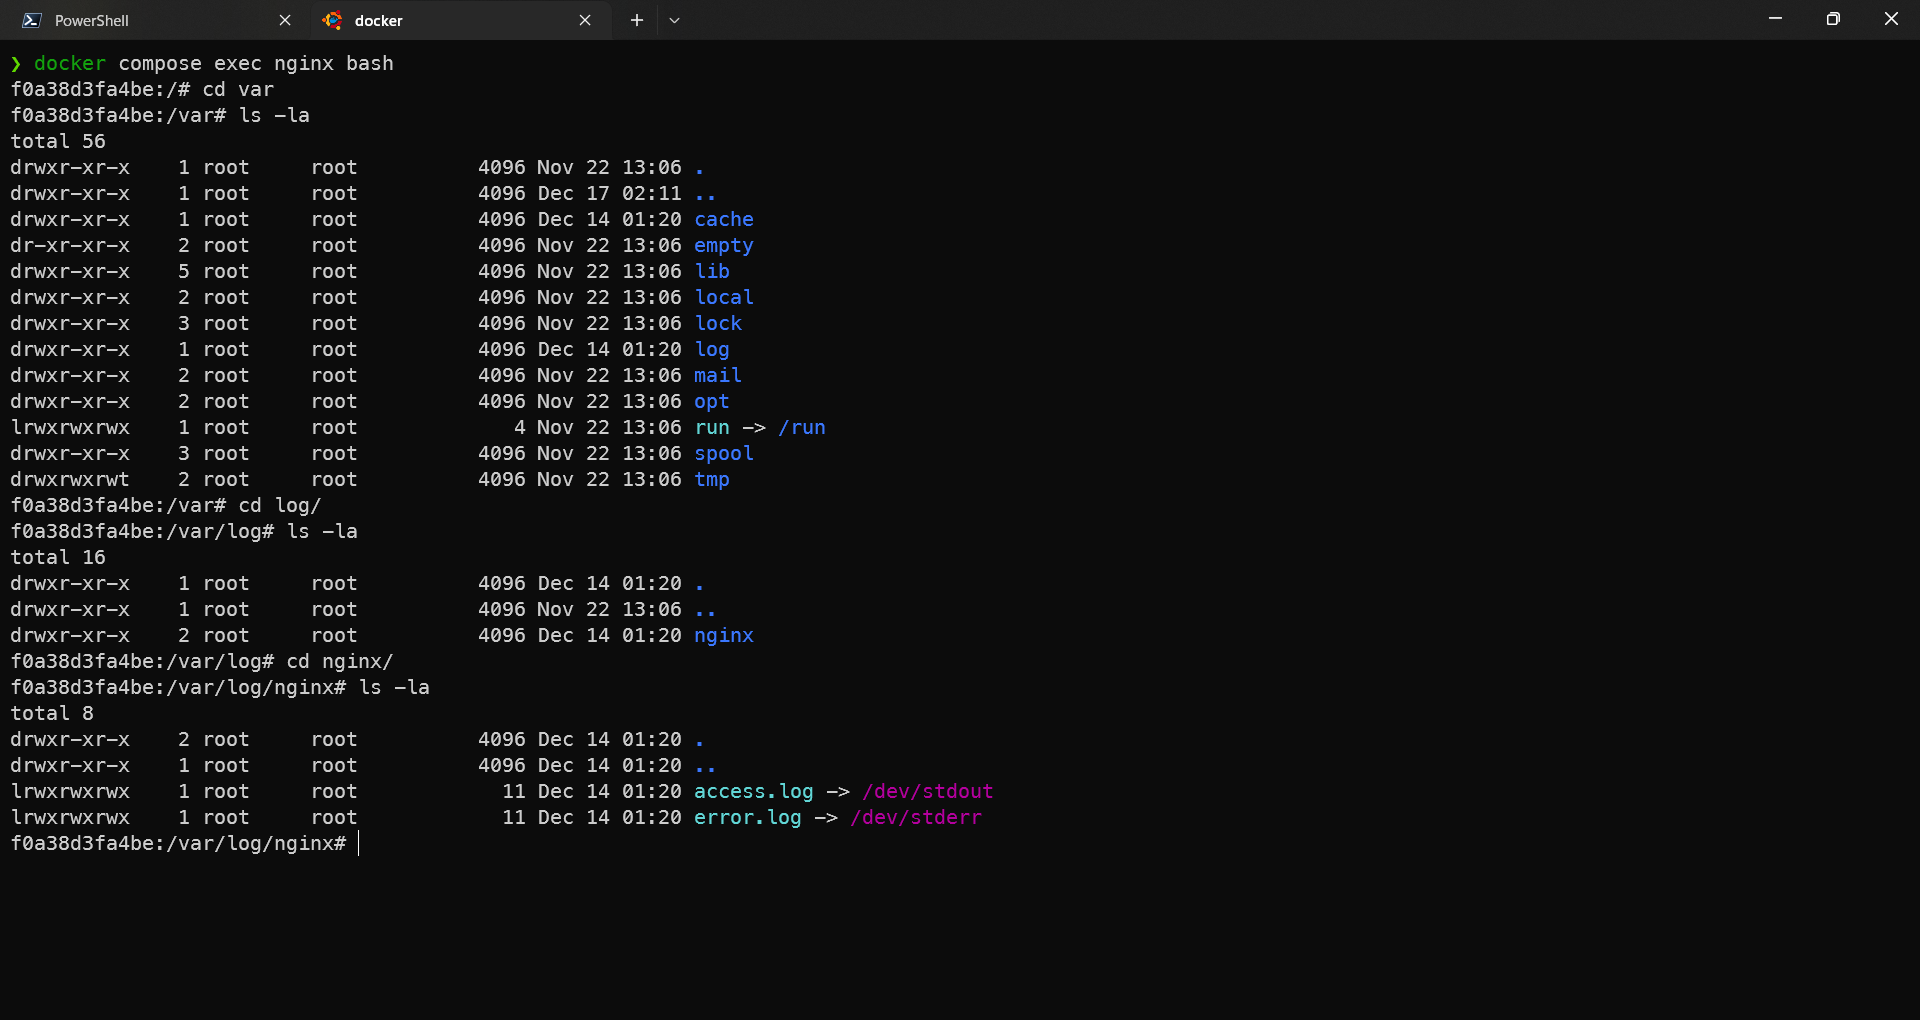 PowerShell
docker
❯ docker compose exec nginx bash
f0a38d3fa4be:/# cd var
f0a38d3fa4be:/var# ls -la
total 56
drwxr-xr-x    1 root     root          4096 Nov 22 13:06 .
drwxr-xr-x    1 root     root          4096 Dec 17 02:11 ..
drwxr-xr-x    1 root     root          4096 Dec 14 01:20 cache
dr-xr-xr-x    2 root     root          4096 Nov 22 13:06 empty
drwxr-xr-x    5 root     root          4096 Nov 22 13:06 lib
drwxr-xr-x    2 root     root          4096 Nov 22 13:06 local
drwxr-xr-x    3 root     root          4096 Nov 22 13:06 lock
drwxr-xr-x    1 root     root          4096 Dec 14 01:20 log
drwxr-xr-x    2 root     root          4096 Nov 22 13:06 mail
drwxr-xr-x    2 root     root          4096 Nov 22 13:06 opt
lrwxrwxrwx    1 root     root             4 Nov 22 13:06 run -> /run
drwxr-xr-x    3 root     root          4096 Nov 22 13:06 spool
drwxrwxrwt    2 root     root          4096 Nov 22 13:06 tmp
f0a38d3fa4be:/var# cd log/
f0a38d3fa4be:/var/log# ls -la
total 16
drwxr-xr-x    1 root     root          4096 Dec 14 01:20 .
drwxr-xr-x    1 root     root          4096 Nov 22 13:06 ..
drwxr-xr-x    2 root     root          4096 Dec 14 01:20 nginx
f0a38d3fa4be:/var/log# cd nginx/
f0a38d3fa4be:/var/log/nginx# ls -la
total 8
drwxr-xr-x    2 root     root          4096 Dec 14 01:20 .
drwxr-xr-x    1 root     root          4096 Dec 14 01:20 ..
lrwxrwxrwx    1 root     root            11 Dec 14 01:20 access.log -> /dev/stdout
lrwxrwxrwx    1 root     root            11 Dec 14 01:20 error.log -> /dev/stderr
f0a38d3fa4be:/var/log/nginx#